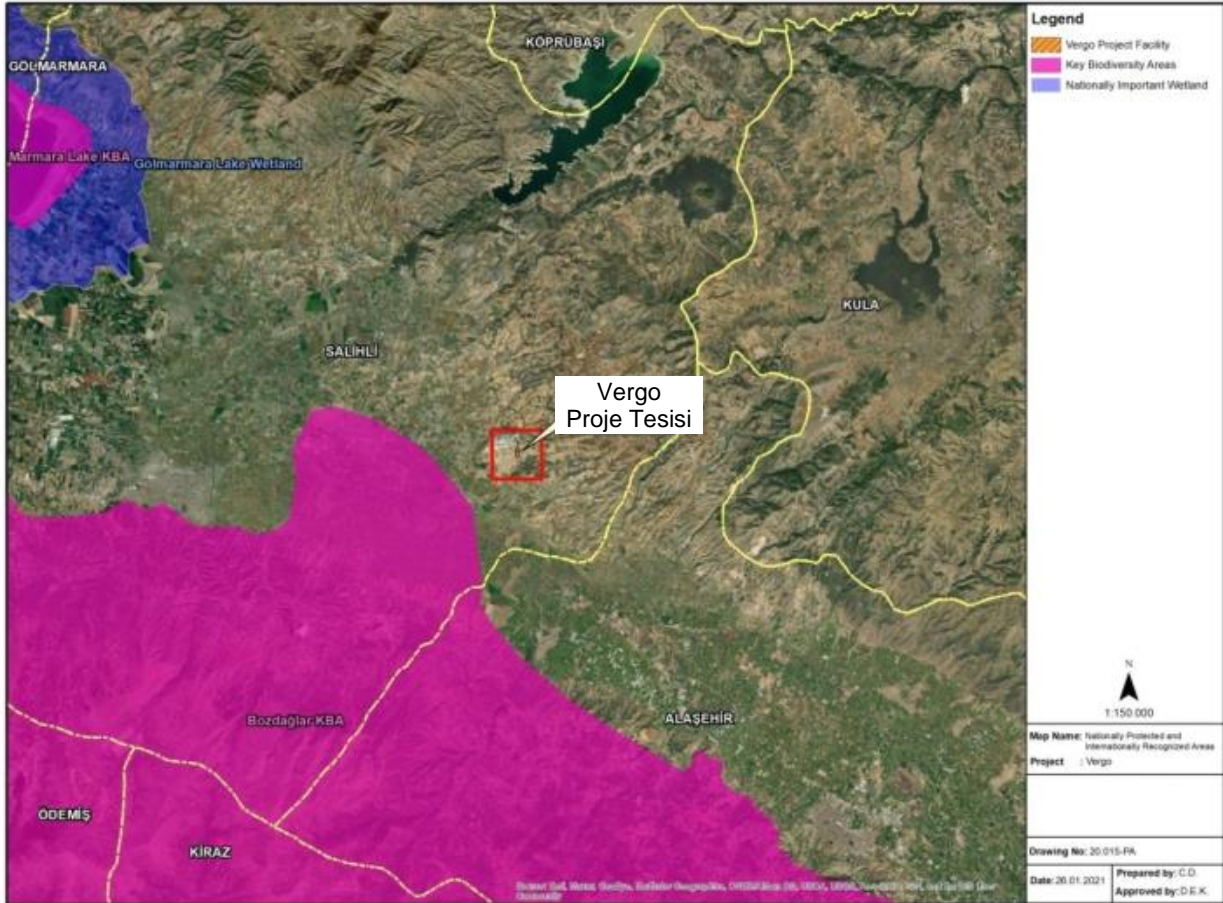 Legend
Vergo Project Facility
Key Biodiversity Areas
Nationally Important Wetland
KÖPRÜBAŞI
GÖLMARMARA
Marmara Lake KBA
Gölmarmara Lake Wetland
KULA
SALİHLİ
Vergo
Proje Tesisi
Bozdağlar KBA
ALAŞEHİR
ÖDEMİŞ
KİRAZ
N
1:150.000
Map Name: Nationally Protected and
Internationally Recognized Areas
Project : Vergo
Drawing No: 20.015-PA
Date: 26.01.2021
Prepared by: C.D.
Approved by: D.E.K.